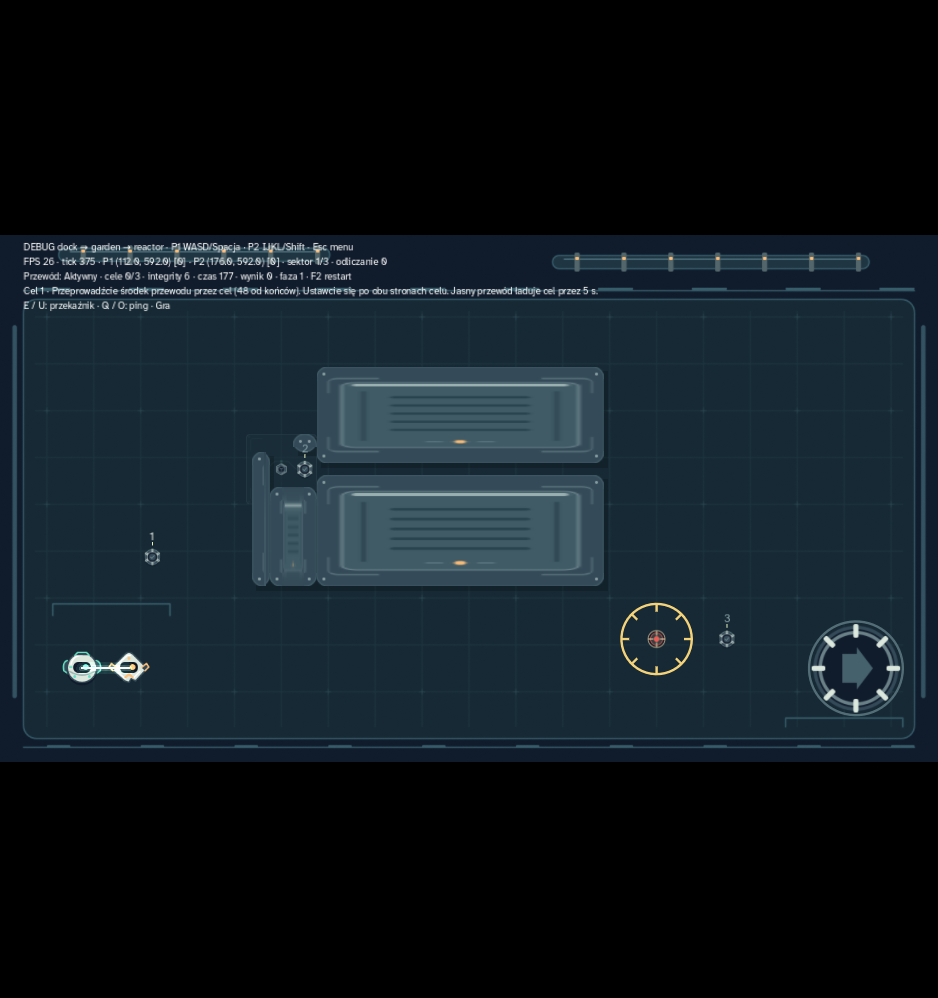 DEBUG dock → garden → reactor · P1 WASD/Spacja · P2 IJKL/Shift · Esc menu
FPS 26 · tick 375 · P1 (112.0, 592.0) [0] · P2 (176.0, 592.0) [0] · sektor 1/3 · odliczanie 0
Przewód: Aktywny · cele 0/3 · integrity 6 · czas 177 · wynik 0 · faza 1 · F2 restart
Cel 1 · Przeprowadźcie środek przewodu przez cel (48 od końców). Ustawcie się po obu stronach celu. Jasny przewód ładuje cel przez 5 s.
E / U: przekaźnik · Q / O: ping · Gra
2
1
3